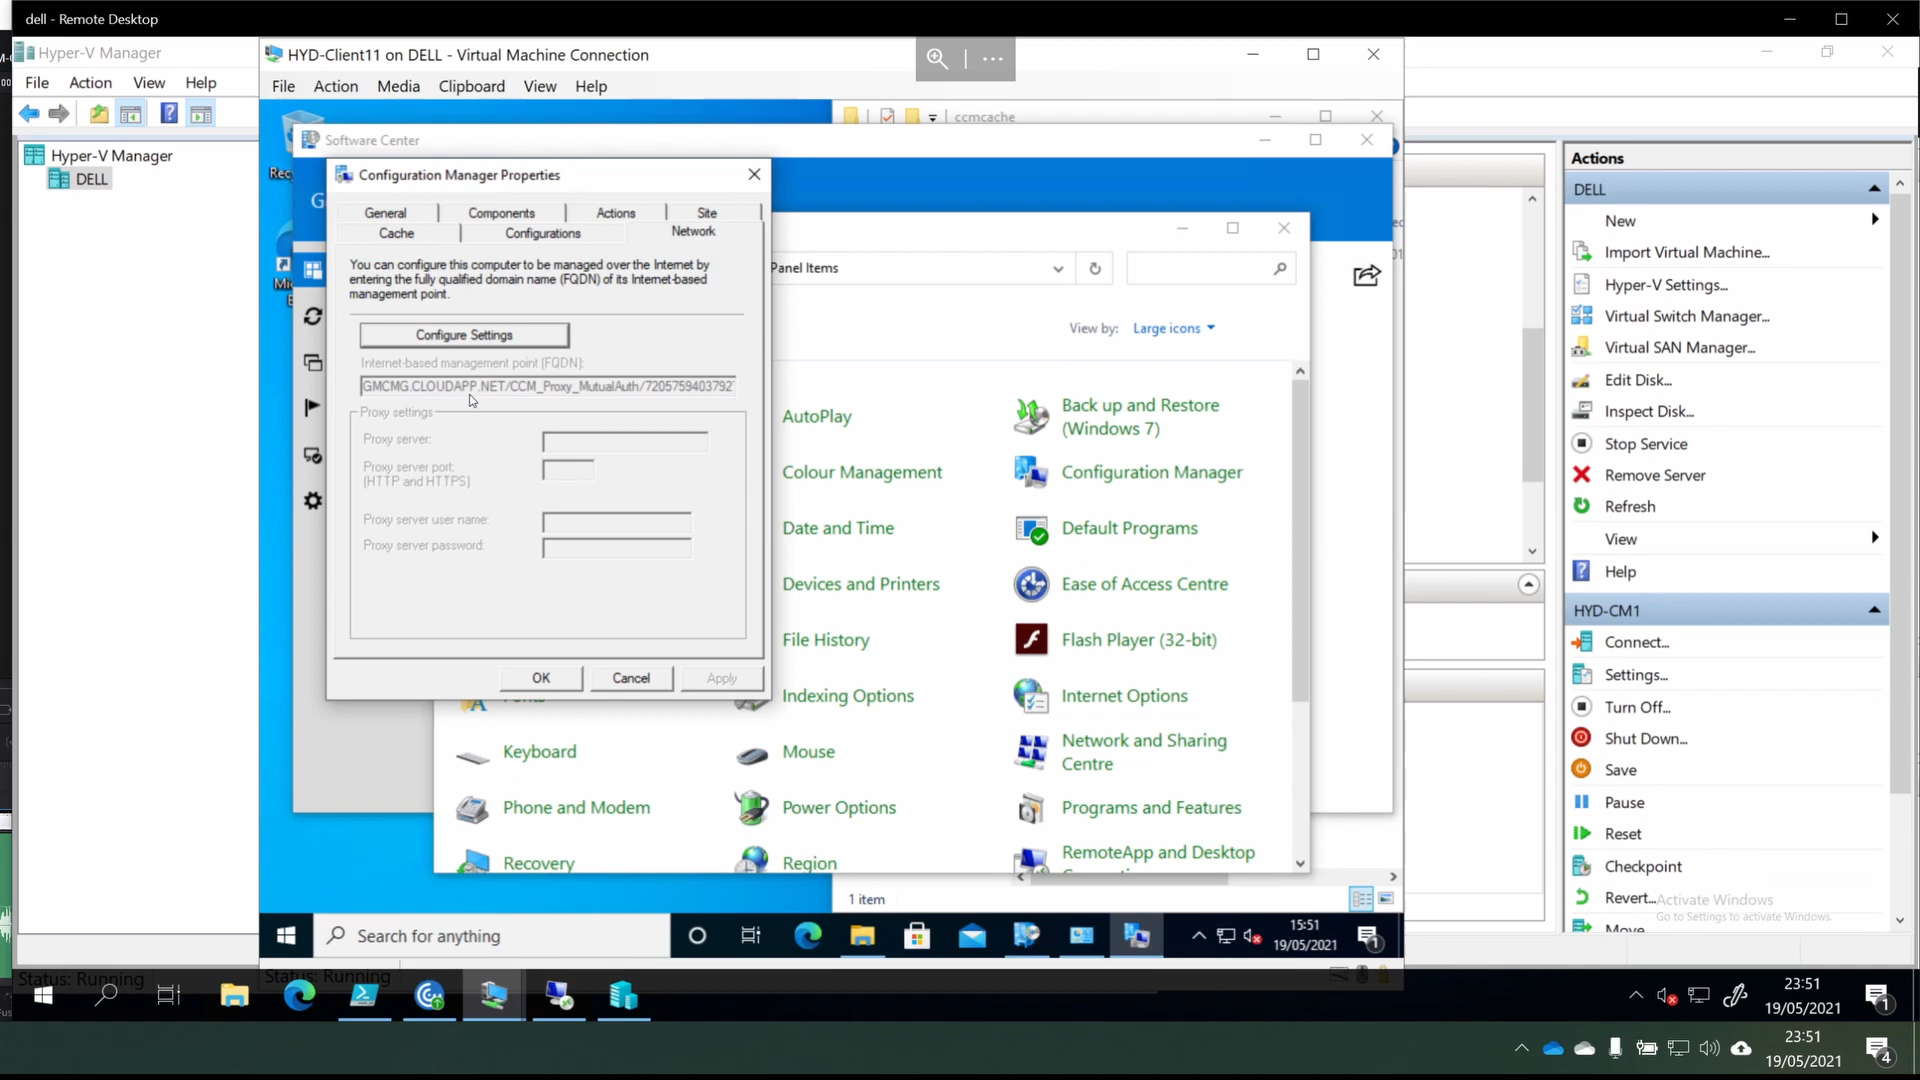 dell - Remote Desktop
Hyper-V Manager
File Action View Help
Hyper-V Manager
DELL
HYD-Client11 on DELL - Virtual Machine Connection
File Action Media Clipboard View Help
ccmcache
Software Center
Configuration Manager Properties
General Components Actions Site
Cache Configurations Network
You can configure this computer to be managed over the Internet by
entering the fully qualified domain name (FQDN) of its Internet-based
management point.
Configure Settings
Internet-based management point (FQDN):
GMCMG.CLOUDAPP.NET/CCM_Proxy_MutualAuth/7205759403792
Proxy settings
Proxy server:
Proxy server port:
(HTTP and HTTPS)
Proxy server user name:
Proxy server password:
OK Cancel Apply
Panel Items
View by: Large icons
AutoPlay
Back up and Restore
(Windows 7)
Colour Management
Configuration Manager
Date and Time
Default Programs
Devices and Printers
Ease of Access Centre
File History
Flash Player (32-bit)
Indexing Options
Internet Options
Keyboard
Mouse
Network and Sharing
Centre
Phone and Modem
Power Options
Programs and Features
Recovery
Region
RemoteApp and Desktop
1 item
Search for anything
15:51
19/05/2021
1
Actions
DELL
New
Import Virtual Machine...
Hyper-V Settings...
Virtual Switch Manager...
Virtual SAN Manager...
Edit Disk...
Inspect Disk...
Stop Service
Remove Server
Refresh
View
Help
HYD-CM1
Connect...
Settings...
Turn Off...
Shut Down...
Save
Pause
Reset
Checkpoint
Revert...
Move
Activate Windows
Go to Settings to activate Windows.
Status: Running
Status: Running
23:51
19/05/2021
1
23:51
19/05/2021
4